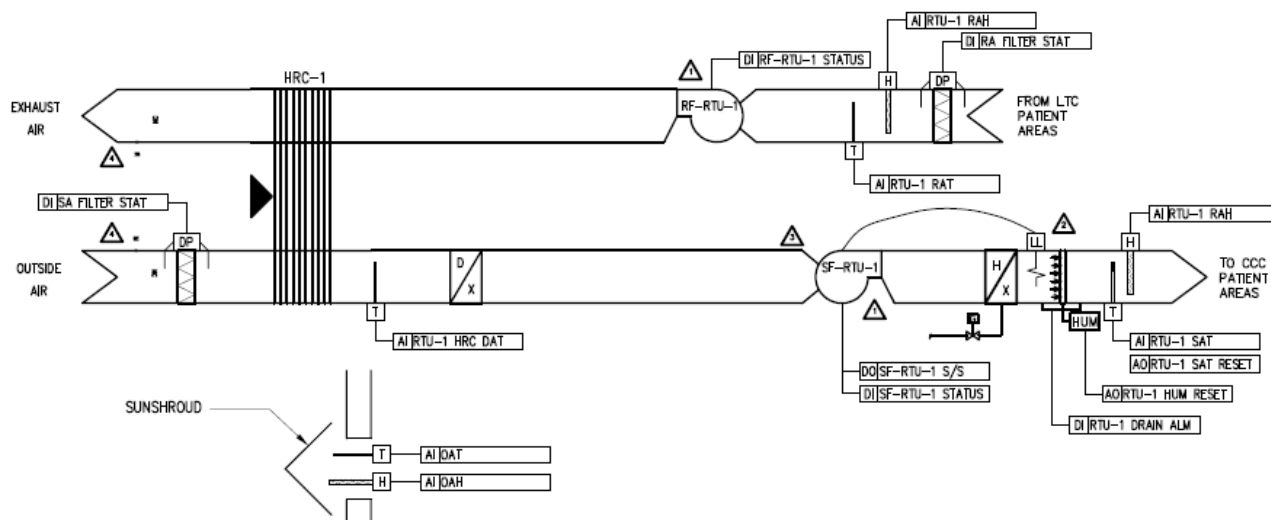 AI RTU-1 RAH
DI RA FILTER STAT
DI RF-RTU-1 STATUS
HRC-1
1
H
DP
EXHAUST
AIR
RF-RTU-1
FROM LTC
PATIENT
AREAS
4
T
AI RTU-1 RAT
DI SA FILTER STAT
AI RTU-1 RAH
4
DP
3
LL
2
H
OUTSIDE
AIR
D
X
SF-RTU-1
H
X
TO CCC
PATIENT
AREAS
T
1
HUM
T
AI RTU-1 HRC DAT
AI RTU-1 SAT
AO RTU-1 SAT RESET
DO SF-RTU-1 S/S
DI SF-RTU-1 STATUS
AO RTU-1 HUM RESET
SUNSHROUD
DI RTU-1 DRAIN ALM
T
AI OAT
H
AI OAH